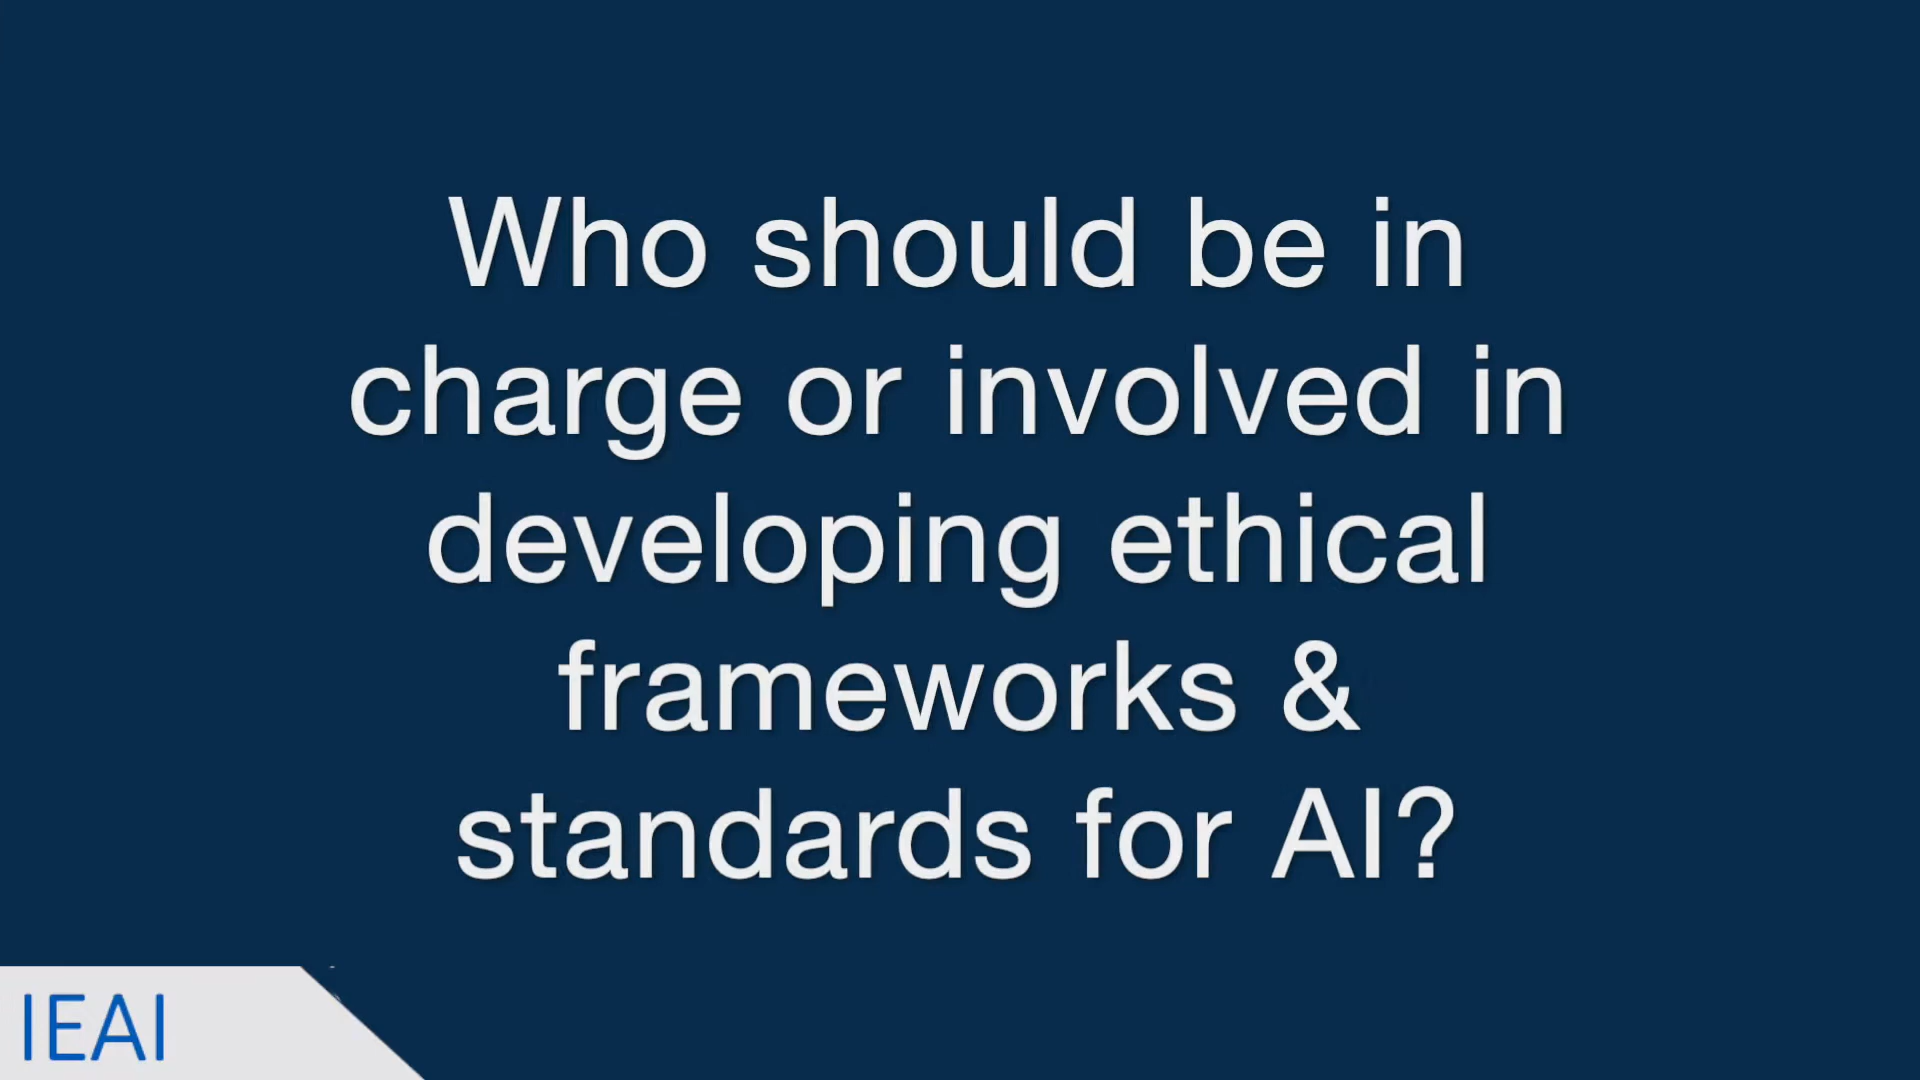 Who should be in
charge or involved in
developing ethical
frameworks &
standards for AI?
IEAI